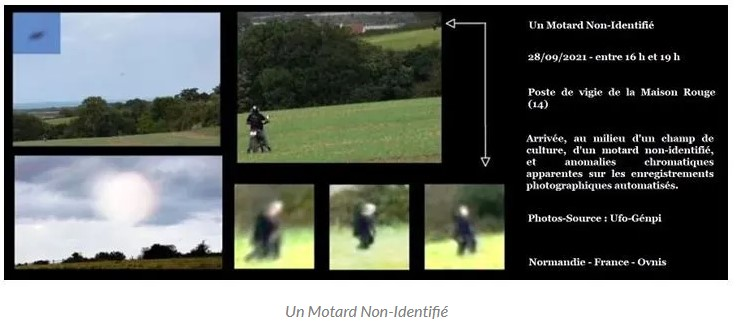 Un Motard Non-Identifié
28/09/2021 - entre 16 h et 19 h
Poste de vigie de la Maison Rouge
(14)
Arrivée, au milieu d'un champ de
culture, d'un motard non-identifié,
et anomalies chromatiques
apparentes sur les enregistrements
photographiques automatisés.
Photos-Source : Ufo-Génpi
Normandie - France - Ovnis
Un Motard Non-Identifié